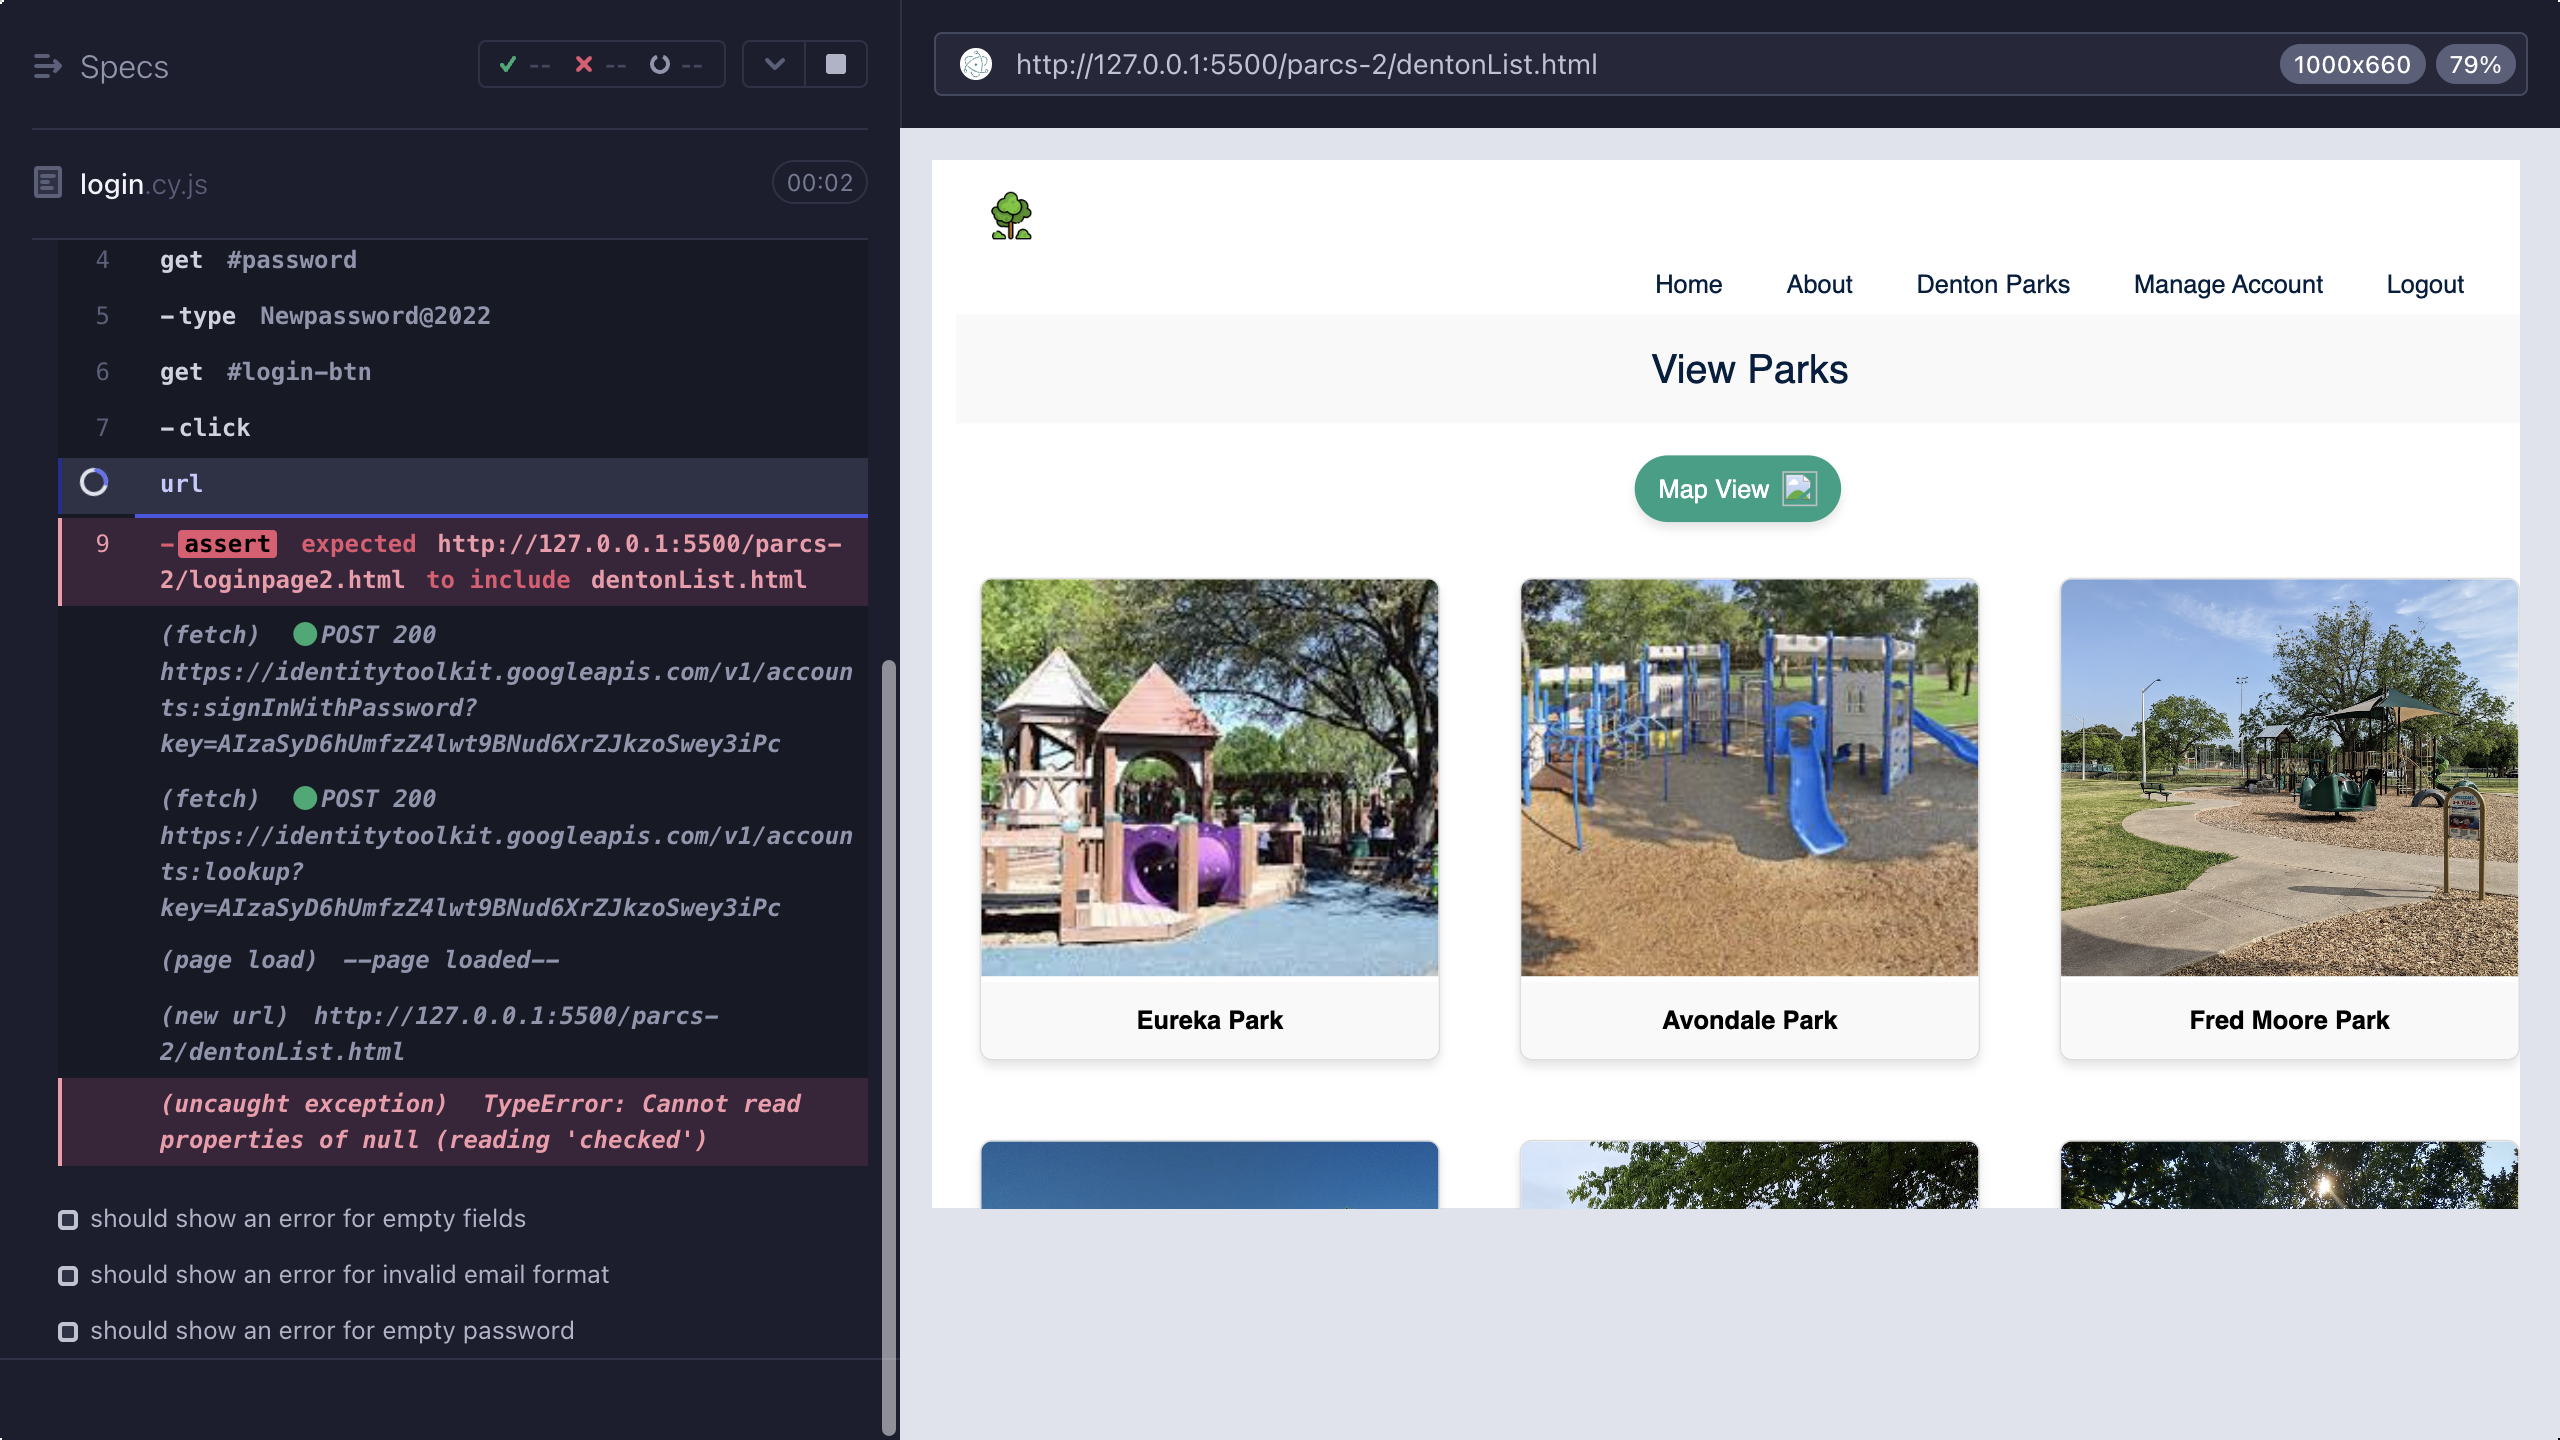 Specs
-- -- --
login.cy.js
00:02
4 get #password
5 -type Newpassword@2022
6 get #login-btn
7 -click
url
9 -assert expected http://127.0.0.1:5500/parcs-
2/loginpage2.html to include dentonList.html
(fetch) POST 200
https://identitytoolkit.googleapis.com/v1/accoun
ts:signInWithPassword?
key=AIzaSyD6hUmfzZ4lwt9BNud6XrZJkzoSwey3iPc
(fetch) POST 200
https://identitytoolkit.googleapis.com/v1/accoun
ts:lookup?
key=AIzaSyD6hUmfzZ4lwt9BNud6XrZJkzoSwey3iPc
(page load) --page loaded--
(new url) http://127.0.0.1:5500/parcs-
2/dentonList.html
(uncaught exception) TypeError: Cannot read
properties of null (reading 'checked')
should show an error for empty fields
should show an error for invalid email format
should show an error for empty password
http://127.0.0.1:5500/parcs-2/dentonList.html
1000x660 79%
Home About Denton Parks Manage Account Logout
View Parks
Map View
Eureka Park
Avondale Park
Fred Moore Park